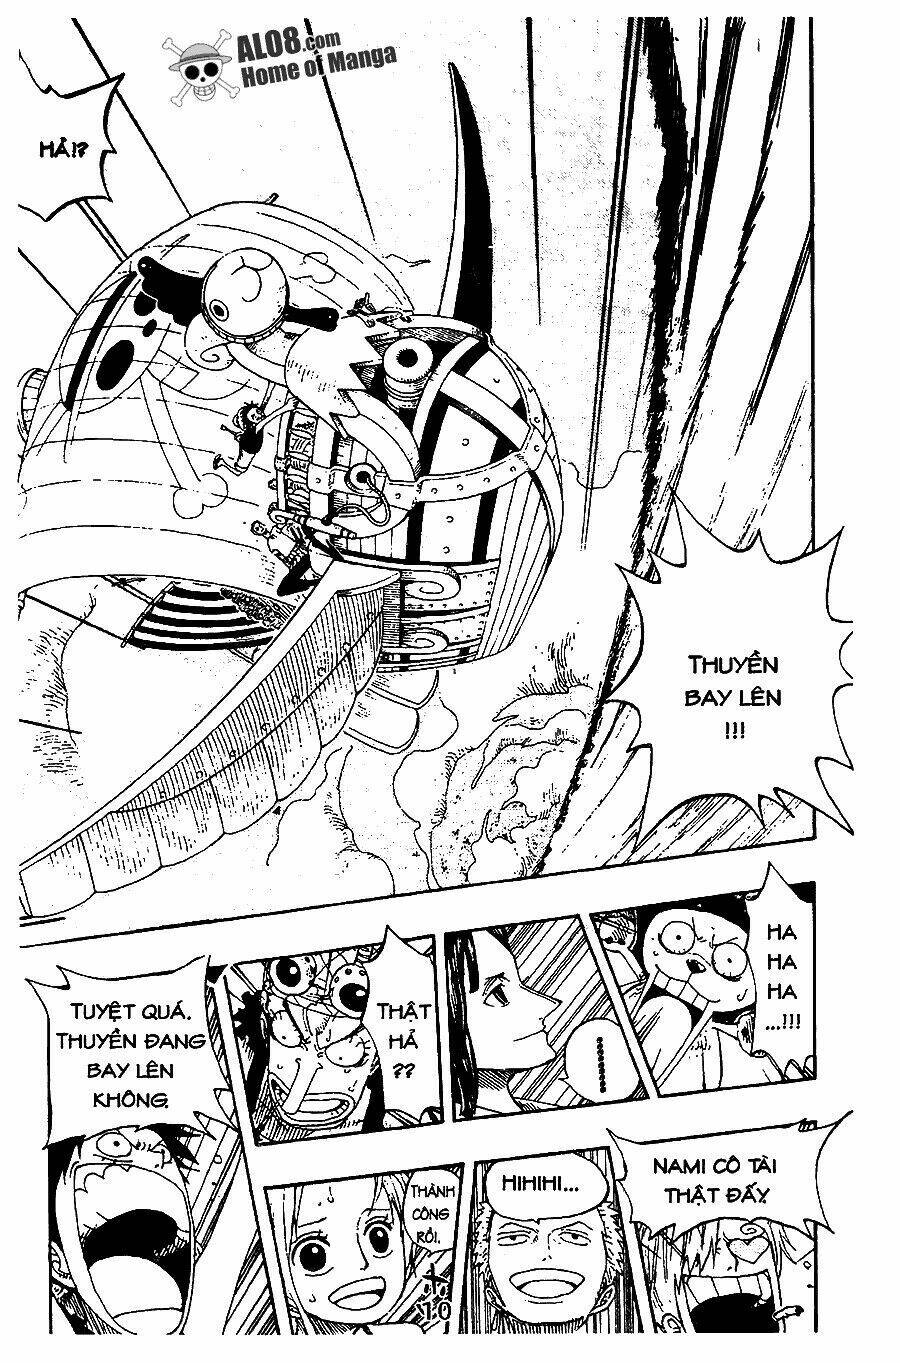 AL08.com
Home of Manga
HẢ!?
THUYỀN
BAY LÊN
!!!
HA
HA
HA
...!!!
THẬT
HẢ
??
TUYỆT QUÁ.
THUYỀN ĐANG
BAY LÊN
KHÔNG.
NAMI CÔ TÀI
THẬT ĐẤY.
HIHIHI...
THÀNH
CÔNG
RỒI.
10